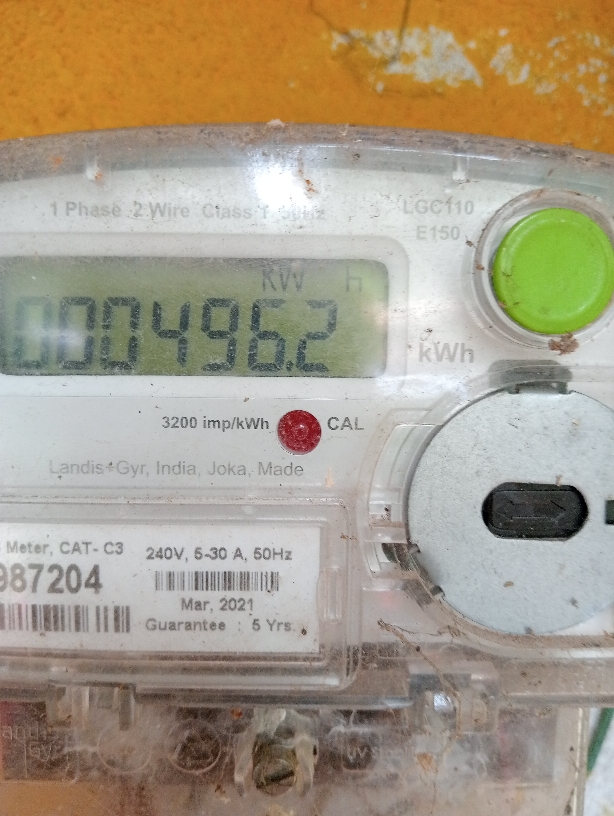 1 Phase 2 Wire Class 1 50Hz
LGC110
E150
KW h
000496.2
kWh
3200 imp/kWh CAL
Landis+Gyr, India, Joka, Made
Meter, CAT- C3
987204
240V, 5-30 A, 50Hz
Mar, 2021
Guarantee : 5 Yrs.
Gyr